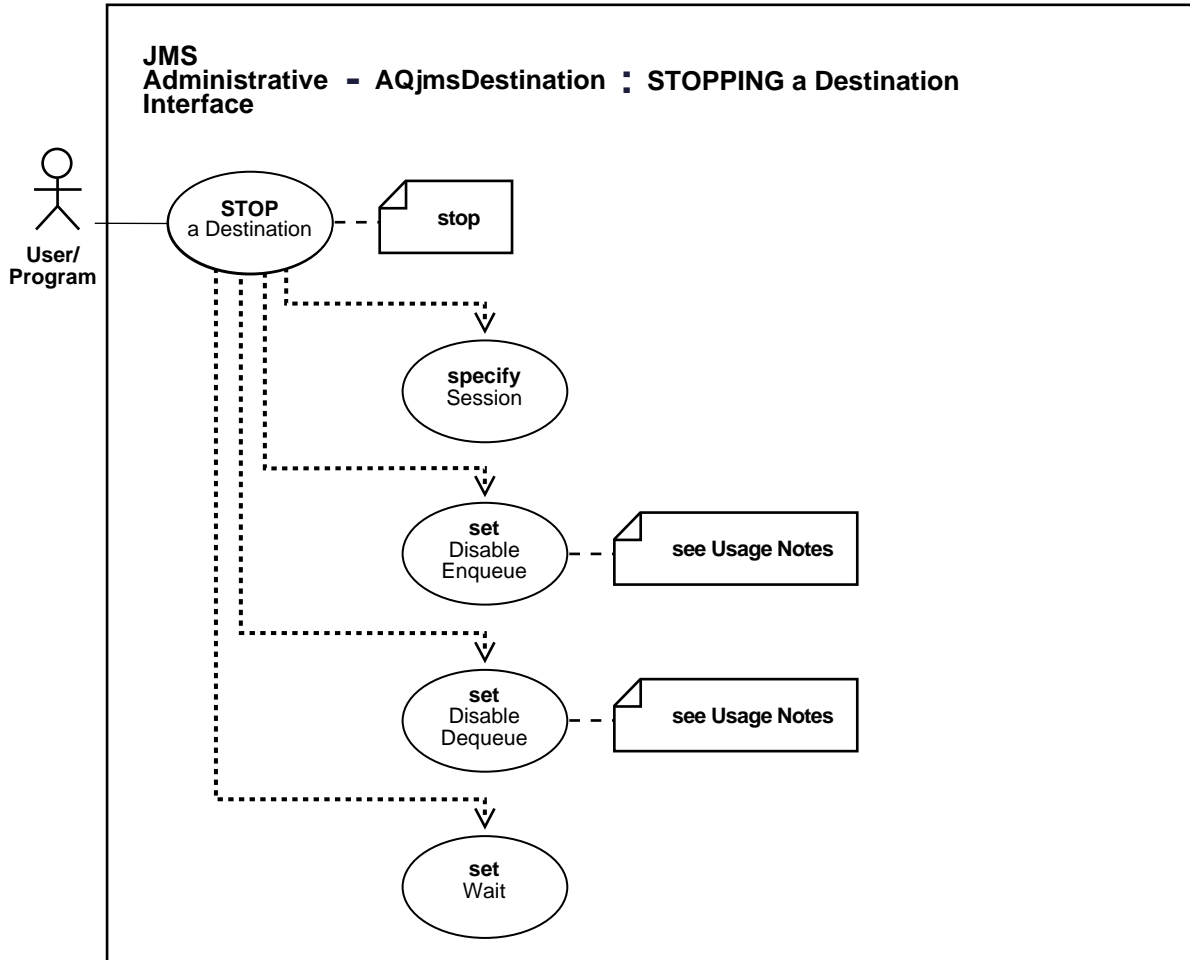 JMS
Administrative - AQjmsDestination : STOPPING a Destination
Interface
User/
Program
STOP
a Destination
stop
specify
Session
set
Disable
Enqueue
see Usage Notes
set
Disable
Dequeue
see Usage Notes
set
Wait